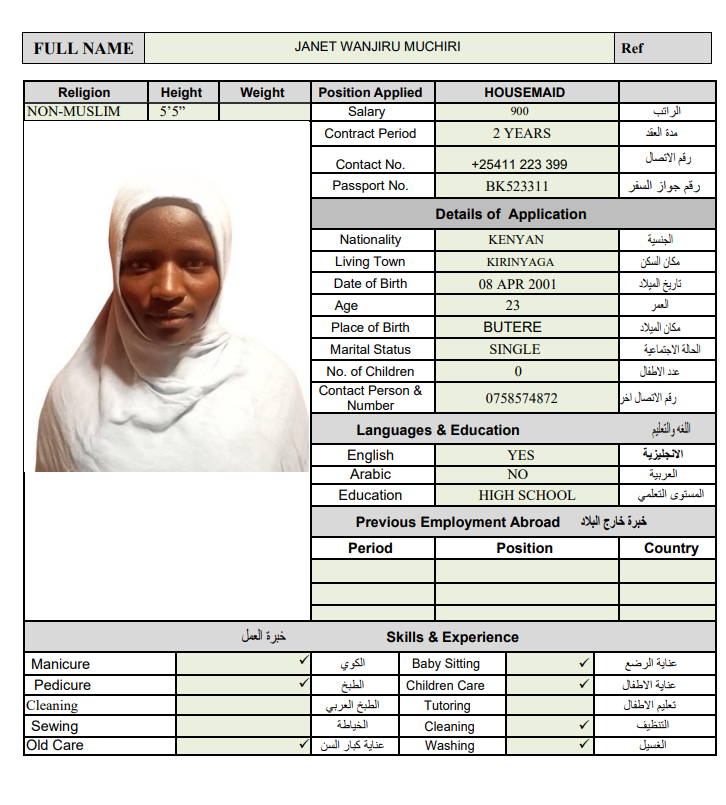 FULL NAME JANET WANJIRU MUCHIRI Ref
Religion Height Weight Position Applied HOUSEMAID
NON-MUSLIM 5’5” Salary 900 الراتب
Contract Period 2 YEARS مدة العقد
Contact No. +25411 223 399 رقم الاتصال
Passport No. BK523311 رقم جواز السفر
Details of Application
Nationality KENYAN الجنسية
Living Town KIRINYAGA مكان السكن
Date of Birth 08 APR 2001 تاريخ الميلاد
Age 23 العمر
Place of Birth BUTERE مكان الميلاد
Marital Status SINGLE الحالة الاجتماعية
No. of Children 0 عدد الاطفال
Contact Person &
Number 0758574872 رقم الاتصال اخر
Languages & Education اللغه والتعليم
English YES الانجليزية
Arabic NO العربية
Education HIGH SCHOOL المستوى التعلمي
Previous Employment Abroad خبرة خارج البلاد
Period Position Country
خبرة العمل Skills & Experience
Manicure ✓ الكوي Baby Sitting ✓ عناية الرضع
Pedicure ✓ الطبخ Children Care ✓ عناية الاطفال
Cleaning الطبخ العربي Tutoring تعليم الاطفال
Sewing الخياطة Cleaning ✓ التنظيف
Old Care ✓ عناية كبار السن Washing ✓ الغسيل